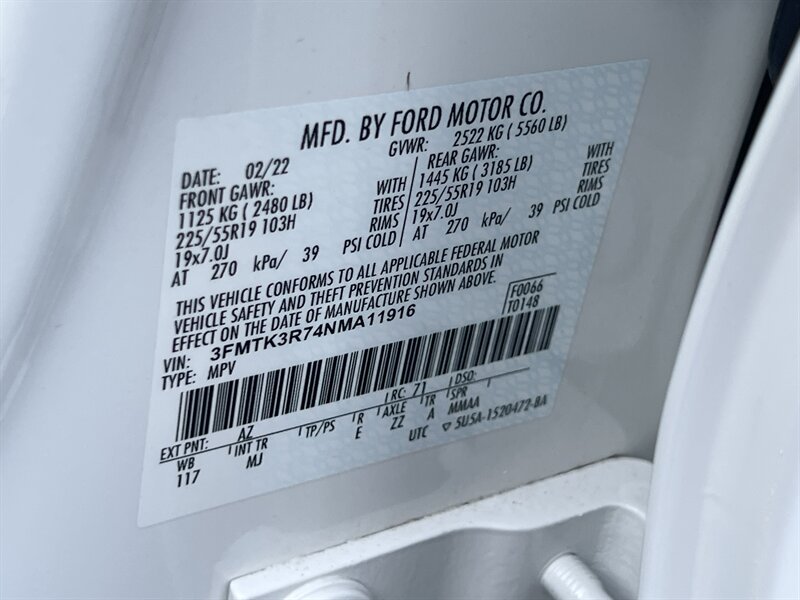 MFD. BY FORD MOTOR CO.
DATE: 02/22 GVWR: 2522 KG ( 5560 LB)
FRONT GAWR: REAR GAWR:
1125 KG ( 2480 LB) WITH 1445 KG ( 3185 LB) WITH
225/55R19 103H TIRES 225/55R19 103H TIRES
19x7.0J RIMS 19x7.0J RIMS
AT 270 kPa/ 39 PSI COLD AT 270 kPa/ 39 PSI COLD
THIS VEHICLE CONFORMS TO ALL APPLICABLE FEDERAL MOTOR
VEHICLE SAFETY AND THEFT PREVENTION STANDARDS IN
EFFECT ON THE DATE OF MANUFACTURE SHOWN ABOVE.
VIN: 3FMTK3R74NMA11916 F0066
TYPE: MPV T0148
EXT PNT: AZ RC: 71 DSO:
WB INT TR TP/PS R AXLE TR SPR
117 MJ E ZZ A MMAA
UTC ▽ 5U5A-1520472-BA